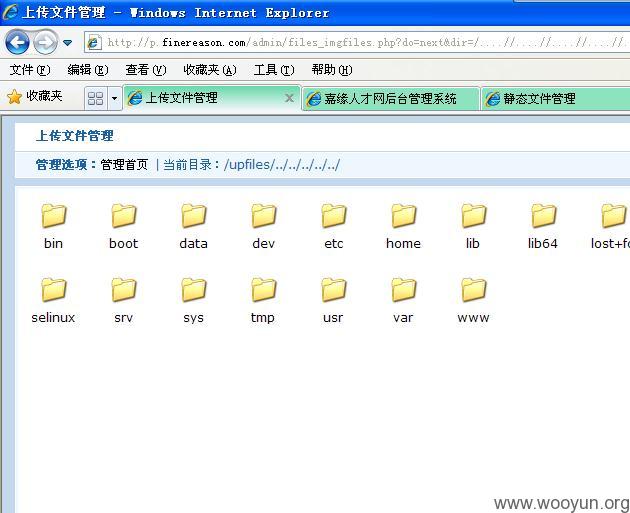 上传文件管理 - Windows Internet Explorer
http://p.finereason.com/admin/files_imgfiles.php?do=next&dir=/....//....//....//....//...
文件(F) 编辑(E) 查看(V) 收藏夹(A) 工具(T) 帮助(H)
收藏夹 上传文件管理 嘉缘人才网后台管理系统 静态文件管理
上传文件管理
管理选项：管理首页 | 当前目录：/upfiles/../../../../../
bin boot data dev etc home lib lib64 lost+fo
selinux srv sys tmp usr var www
www.wooyun.org